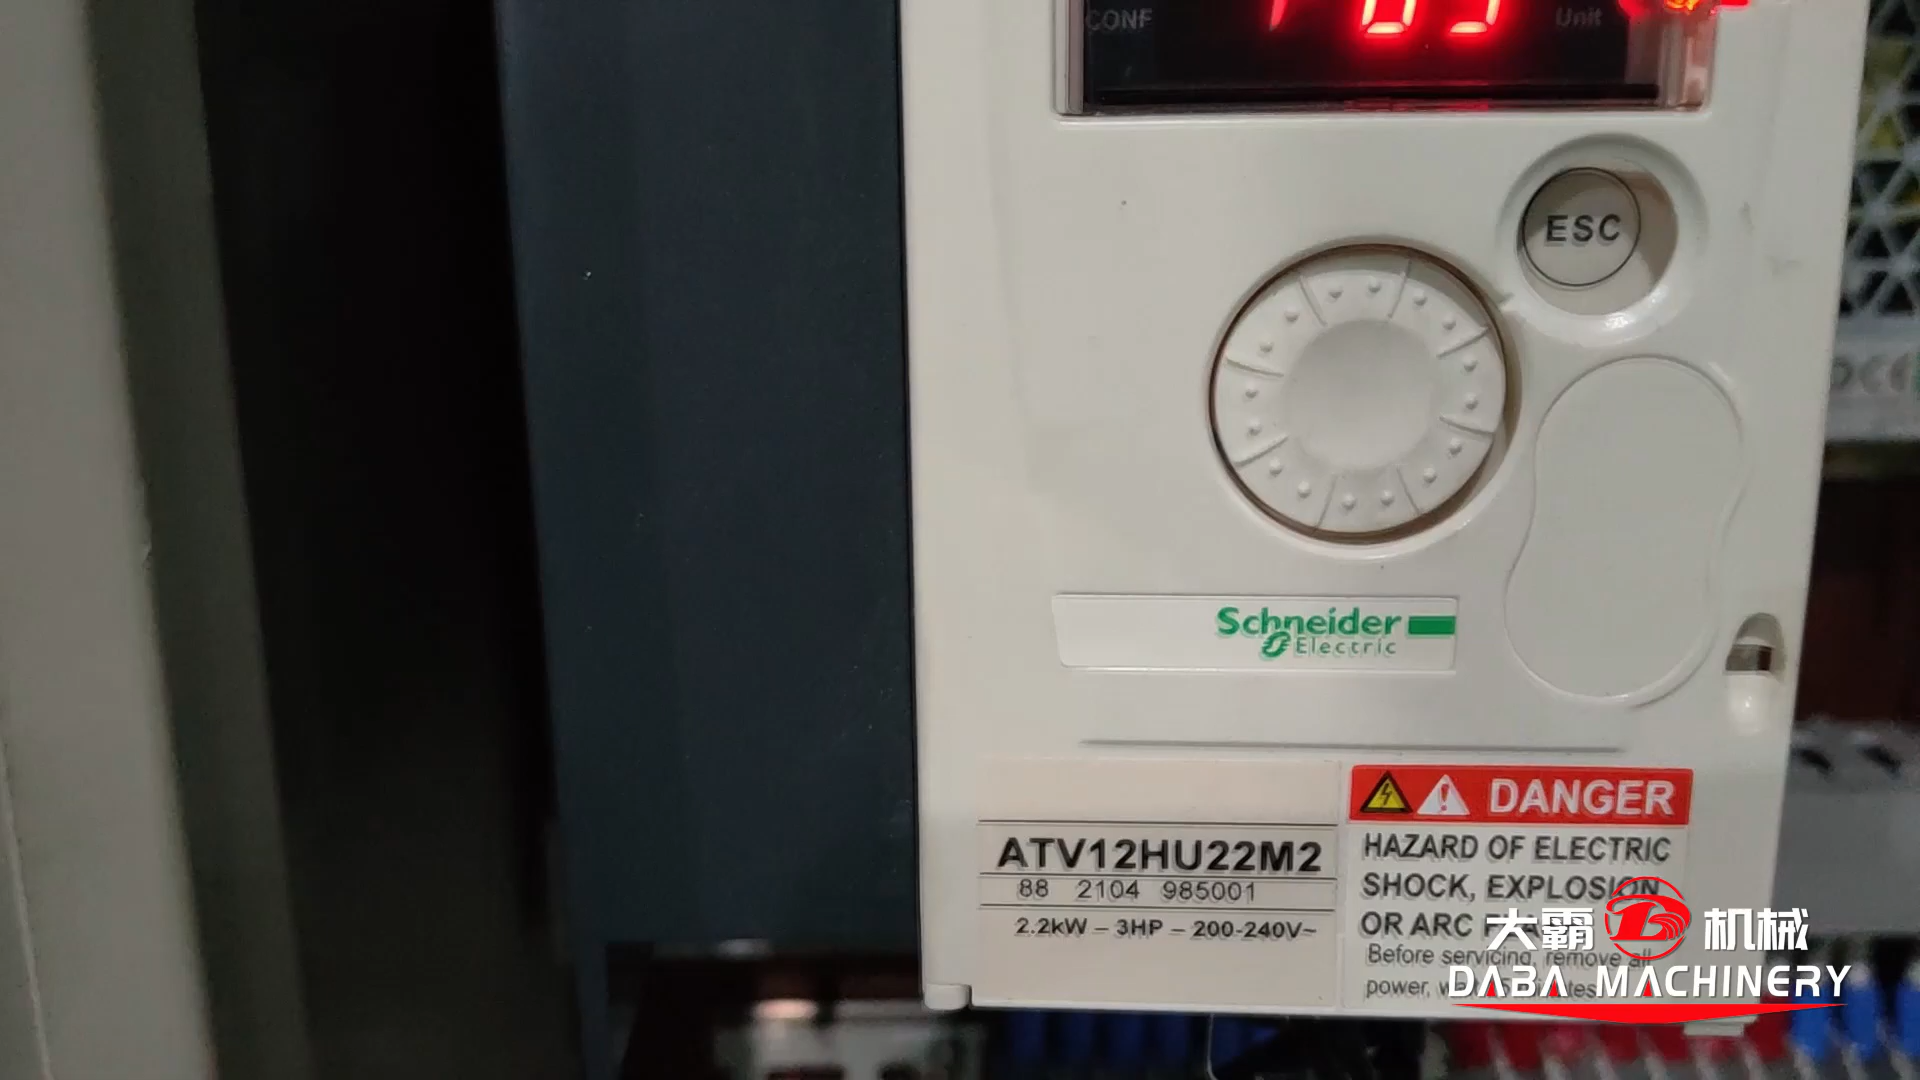 CONF
Unit
ESC
Schneider
Electric
DANGER
ATV12HU22M2
88 2104 985001
2.2kW – 3HP – 200-240V~
HAZARD OF ELECTRIC
SHOCK, EXPLOSION
OR ARC
Before servicing, remove all
power,
大霸 机械
DABA MACHINERY